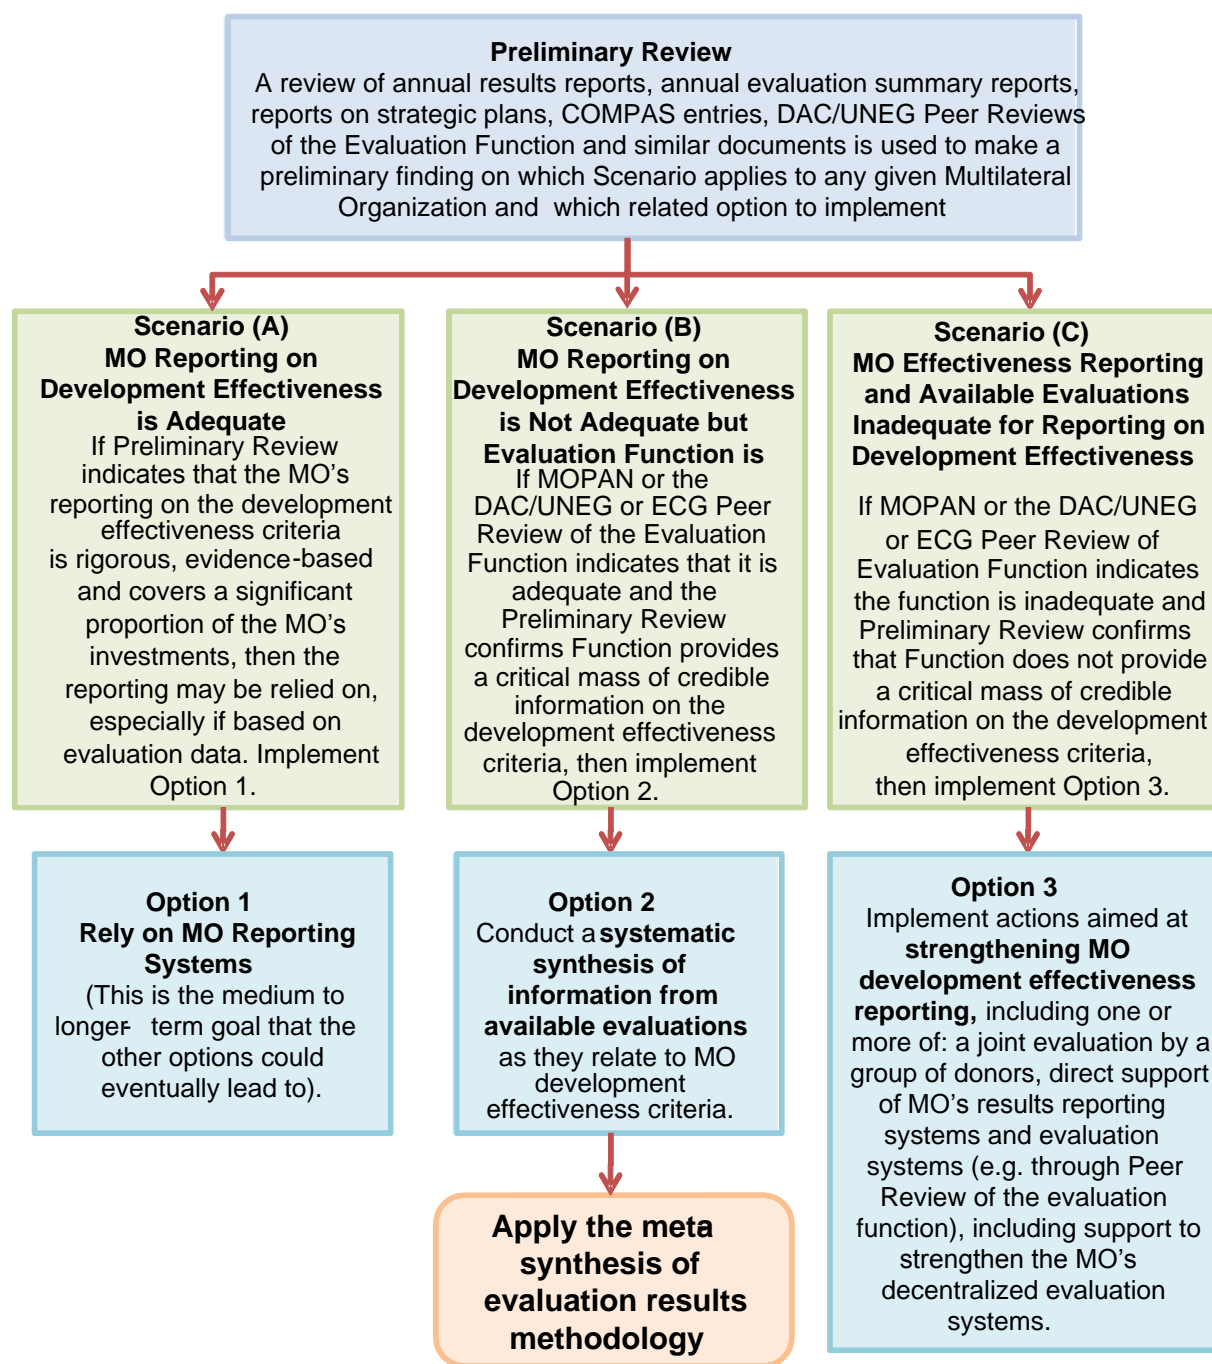 Preliminary Review
A review of annual results reports, annual evaluation summary reports,
reports on strategic plans, COMPAS entries, DAC/UNEG Peer Reviews
of the Evaluation Function and similar documents is used to make a
preliminary finding on which Scenario applies to any given Multilateral
Organization and which related option to implement.
Scenario (A)
MO Reporting on
Development Effectiveness
is Adequate
If Preliminary Review
indicates that the MO’s
reporting on the development
effectiveness criteria
is rigorous, evidence-based
and covers a significant
proportion of the MO’s
investments, then the
reporting may be relied on,
especially if based on
evaluation data. Implement
Option 1.
Scenario (B)
MO Reporting on
Development Effectiveness
is Not Adequate but
Evaluation Function is
If MOPAN or the
DAC/UNEG or ECG Peer
Review of the Evaluation
Function indicates that it is
adequate and the
Preliminary Review
confirms Function provides
a critical mass of credible
information on the
development effectiveness
criteria, then implement
Option 2.
Scenario (C)
MO Effectiveness Reporting
and Available Evaluations
Inadequate for Reporting on
Development Effectiveness
If MOPAN or the DAC/UNEG
or ECG Peer Review of
Evaluation Function indicates
the function is inadequate and
Preliminary Review confirms
that Function does not provide
a critical mass of credible
information on the development
effectiveness criteria,
then implement Option 3.
Option 1
Rely on MO Reporting
Systems
(This is the medium to
longer- term goal that the
other options could
eventually lead to).
Option 2
Conduct a systematic
synthesis of
information from
available evaluations
as they relate to MO
development
effectiveness criteria.
Option 3
Implement actions aimed at
strengthening MO
development effectiveness
reporting, including one or
more of: a joint evaluation by a
group of donors, direct support
of MO’s results reporting
systems and evaluation
systems (e.g. through Peer
Review of the evaluation
function), including support to
strengthen the MO’s
decentralized evaluation
systems.
Apply the meta-
synthesis of
evaluation results
methodology